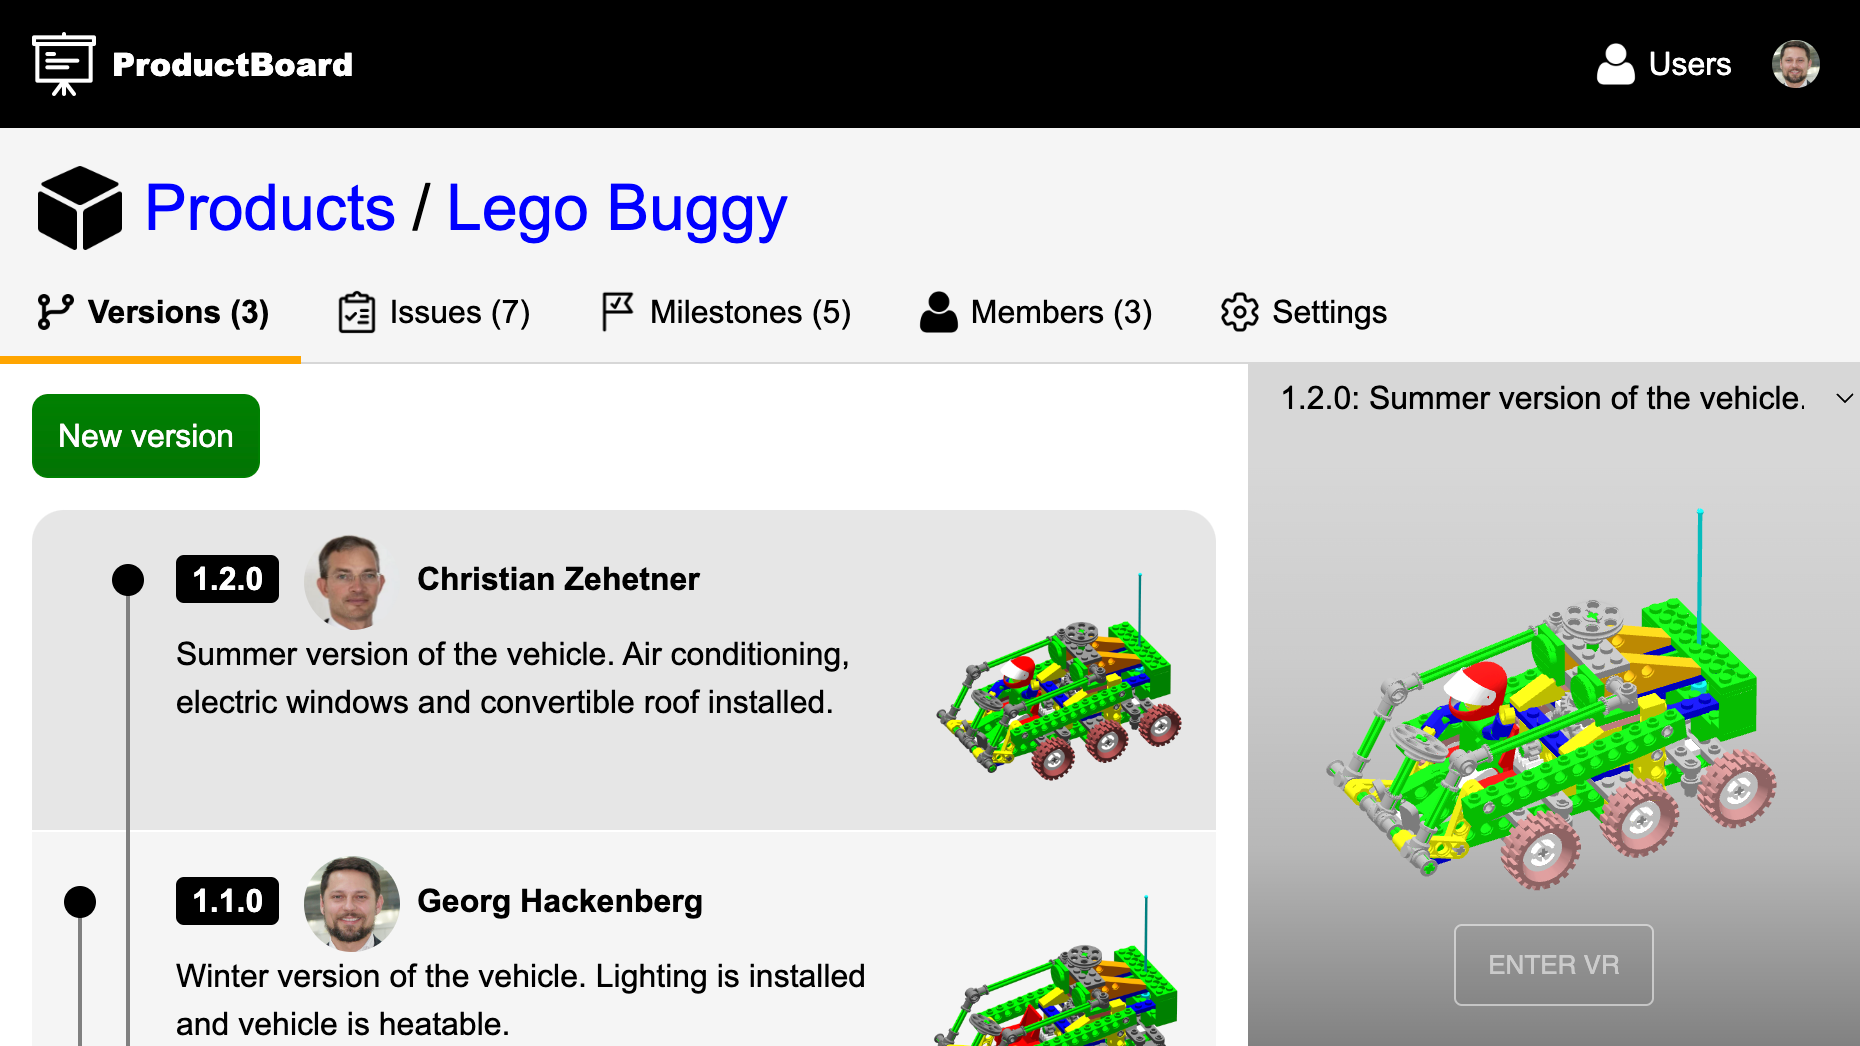 ProductBoard
Users
Products / Lego Buggy
Versions (3)
Issues (7)
Milestones (5)
Members (3)
Settings
New version
1.2.0: Summer version of the vehicle.
1.2.0
Christian Zehetner
Summer version of the vehicle. Air conditioning,
electric windows and convertible roof installed.
1.1.0
Georg Hackenberg
Winter version of the vehicle. Lighting is installed
and vehicle is heatable.
ENTER VR